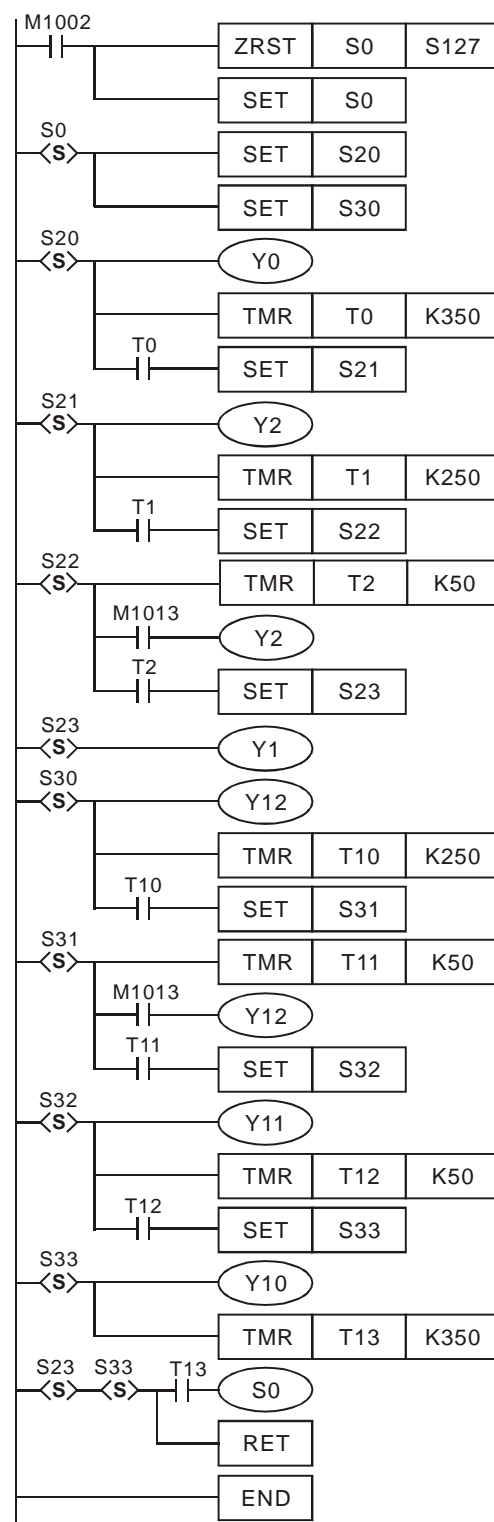 M1002
ZRST S0 S127
SET S0
S0
S SET S20
SET S30
S20
S Y0
TMR T0 K350
T0
SET S21
S21
S Y2
TMR T1 K250
T1
SET S22
S22
S TMR T2 K50
M1013
Y2
T2
SET S23
S23
S Y1
S30
S Y12
TMR T10 K250
T10
SET S31
S31
S TMR T11 K50
M1013
Y12
T11
SET S32
S32
S Y11
TMR T12 K50
T12
SET S33
S33
S Y10
TMR T13 K350
S23 S33 T13
S S S0
RET
END